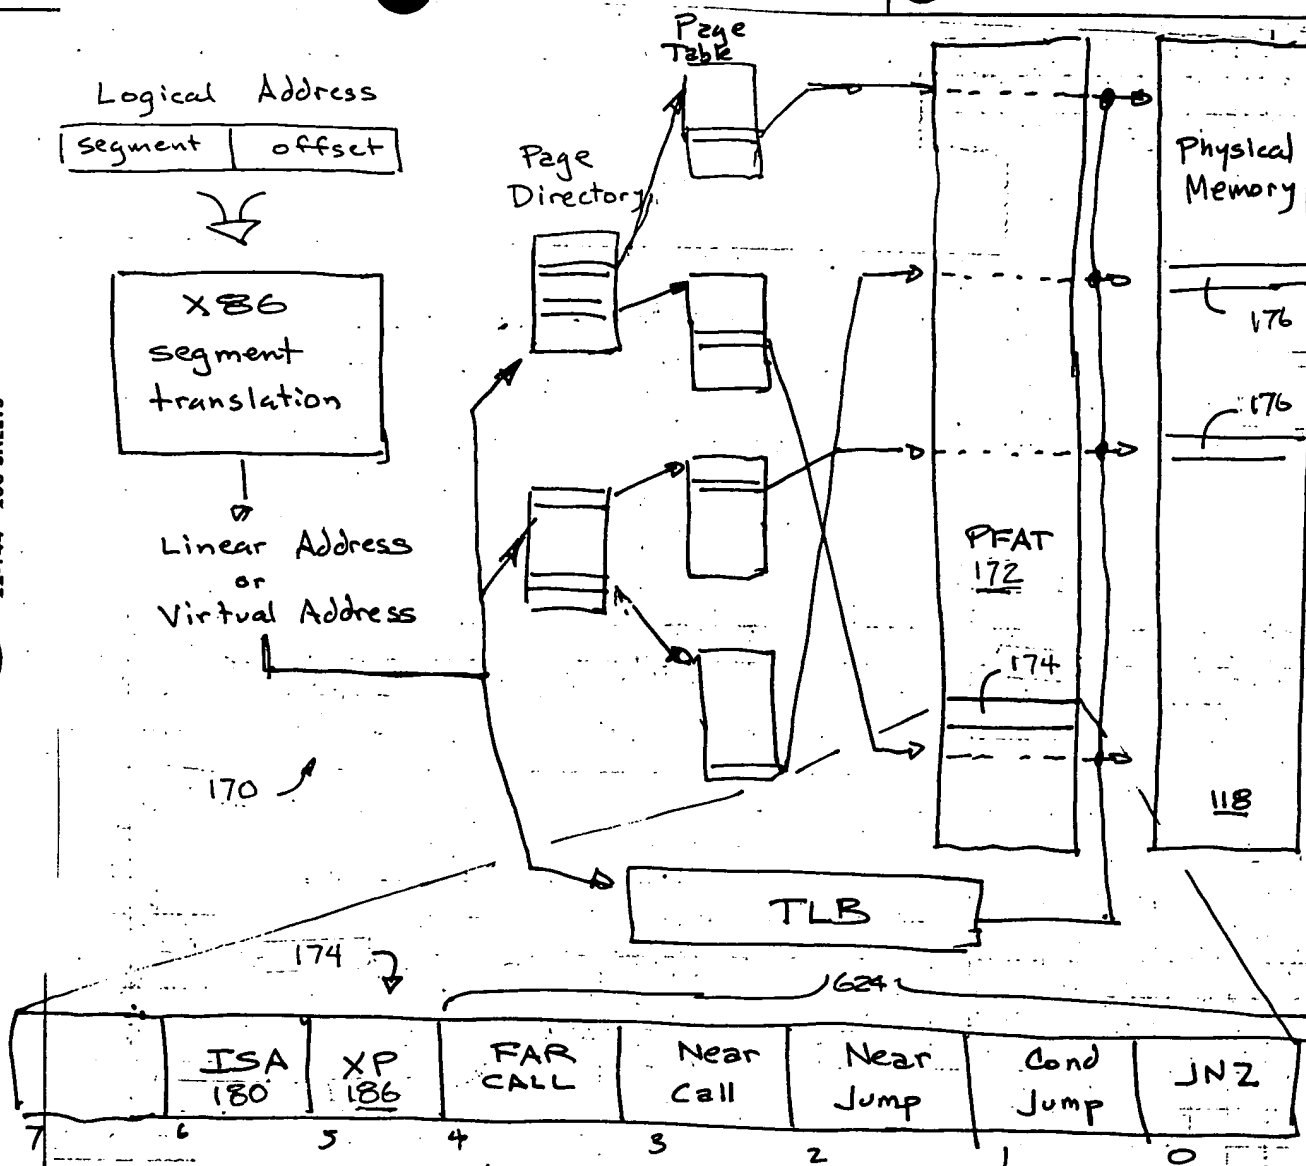 Page
Table
Logical Address
segment offset
Page
Directory
Physical
Memory
X86
segment
translation
176
176
Linear Address
or
Virtual Address
PFAT
172
174
170
118
TLB
174
624
ISA
180
XP
186
FAR
CALL
Near
Call
Near
Jump
Cond
Jump
JNZ
7 6 5 4 3 2 1 0